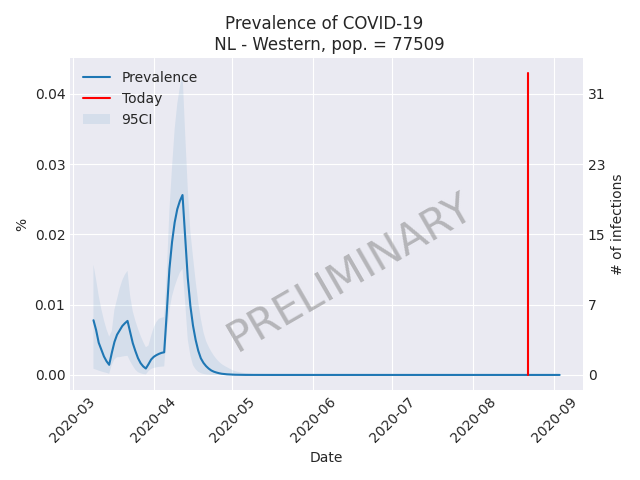 Prevalence of COVID-19
NL - Western, pop. = 77509
Prevalence
Today
95CI
0.04
0.03
0.02
0.01
0.00
%
31
23
15
7
0
# of infections
PRELIMINARY
2020-03
2020-04
2020-05
2020-06
2020-07
2020-08
2020-09
Date